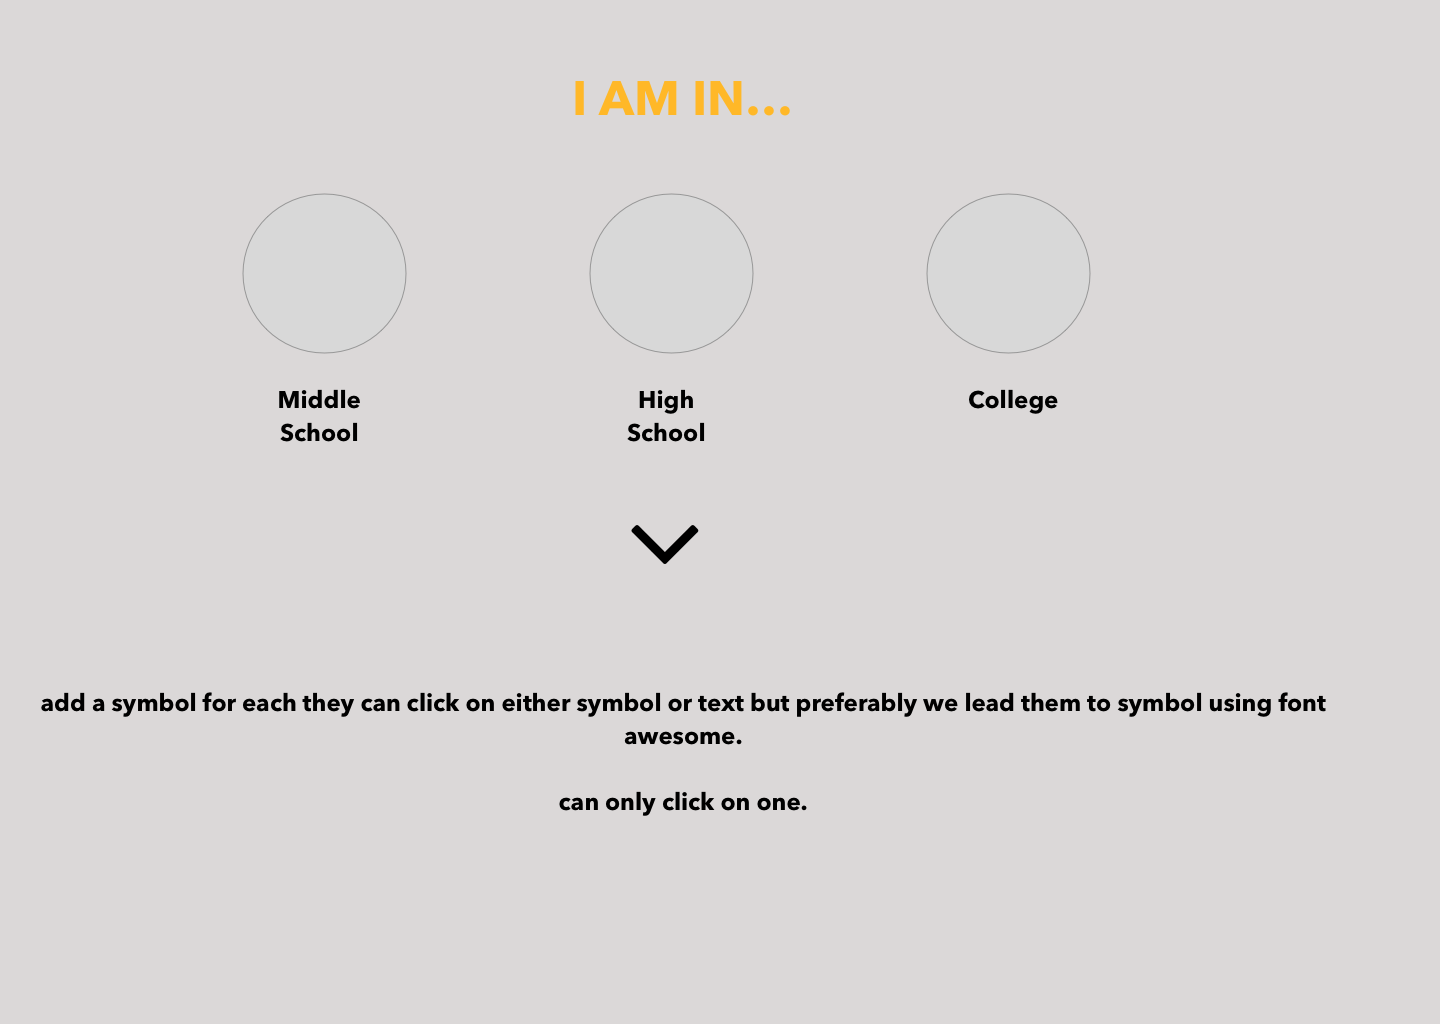 I AM IN...
Middle
School
High
School
College
add a symbol for each they can click on either symbol or text but preferably we lead them to symbol using font
awesome.
can only click on one.